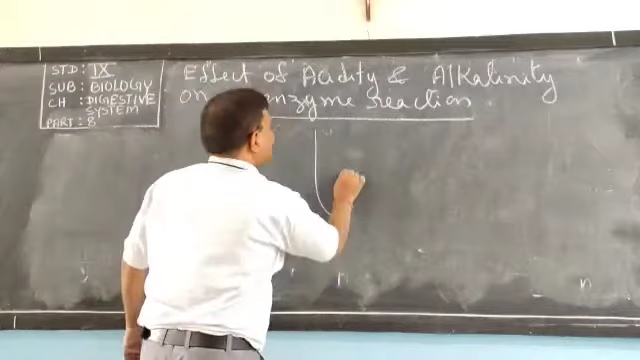 STD: IX
SUB: BIOLOGY
CH: DIGESTIVE
SYSTEM
PART: 8
Effect of Acidity & Alkalinity
on enzyme reaction.